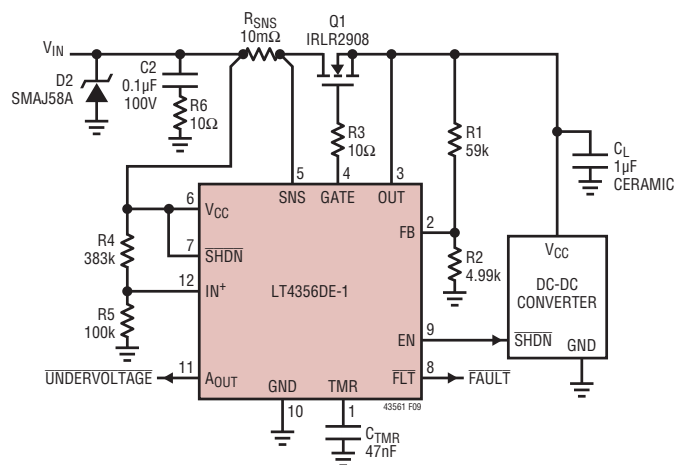 RSNS
10mΩ
Q1
IRLR2908
VIN
D2
SMAJ58A
C2
0.1µF
100V
R6
10Ω
R3
10Ω
R1
59k
CL
1µF
CERAMIC
5
4
3
SNS
GATE
OUT
6
VCC
7
SHDN
R4
383k
12
IN+
R5
100k
LT4356DE-1
FB
2
R2
4.99k
VCC
DC-DC
CONVERTER
SHDN
GND
EN
9
UNDERVOLTAGE
11
AOUT
GND
TMR
FLT
8
FAULT
10
1
43561 F09
CTMR
47nF